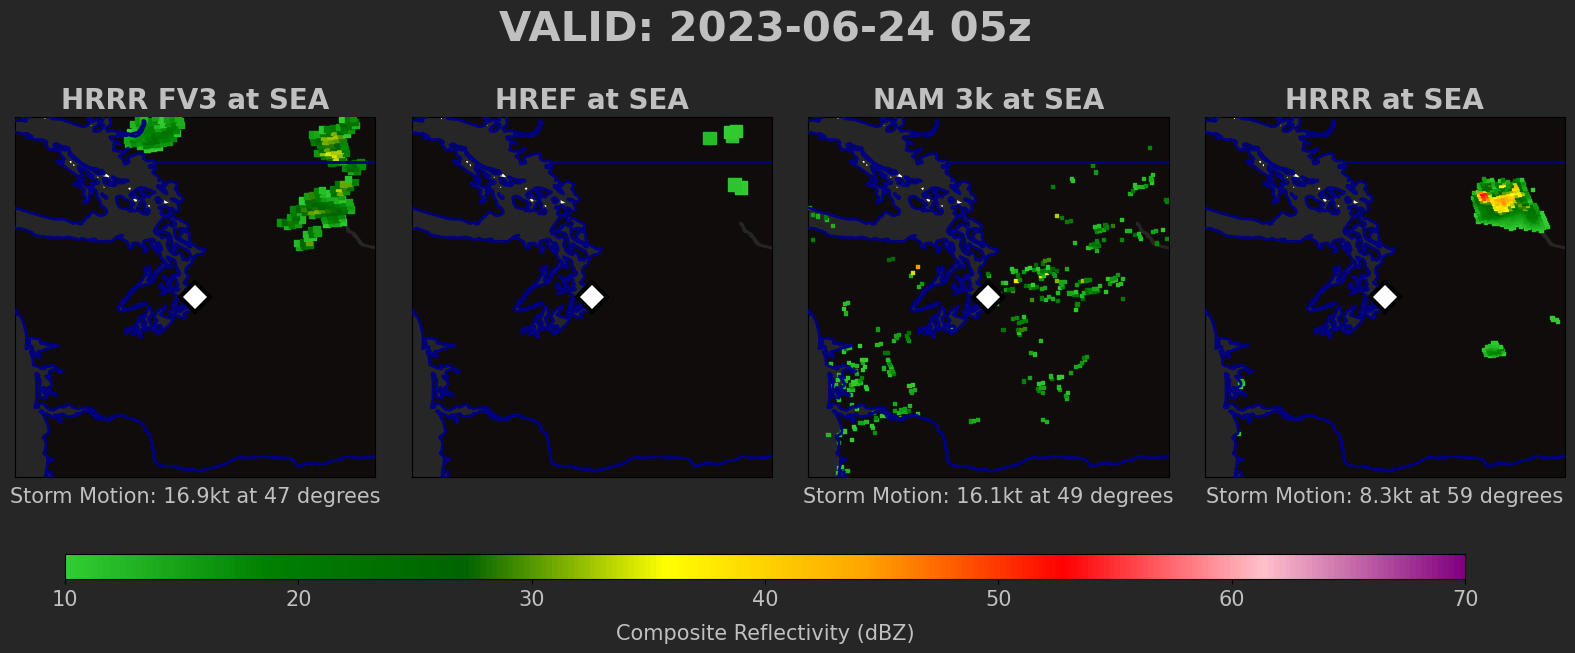 VALID: 2023-06-24 05z
HRRR FV3 at SEA
HREF at SEA
NAM 3k at SEA
HRRR at SEA
Storm Motion: 16.9kt at 47 degrees
Storm Motion: 16.1kt at 49 degrees
Storm Motion: 8.3kt at 59 degrees
10 20 30 40 50 60 70
Composite Reflectivity (dBZ)